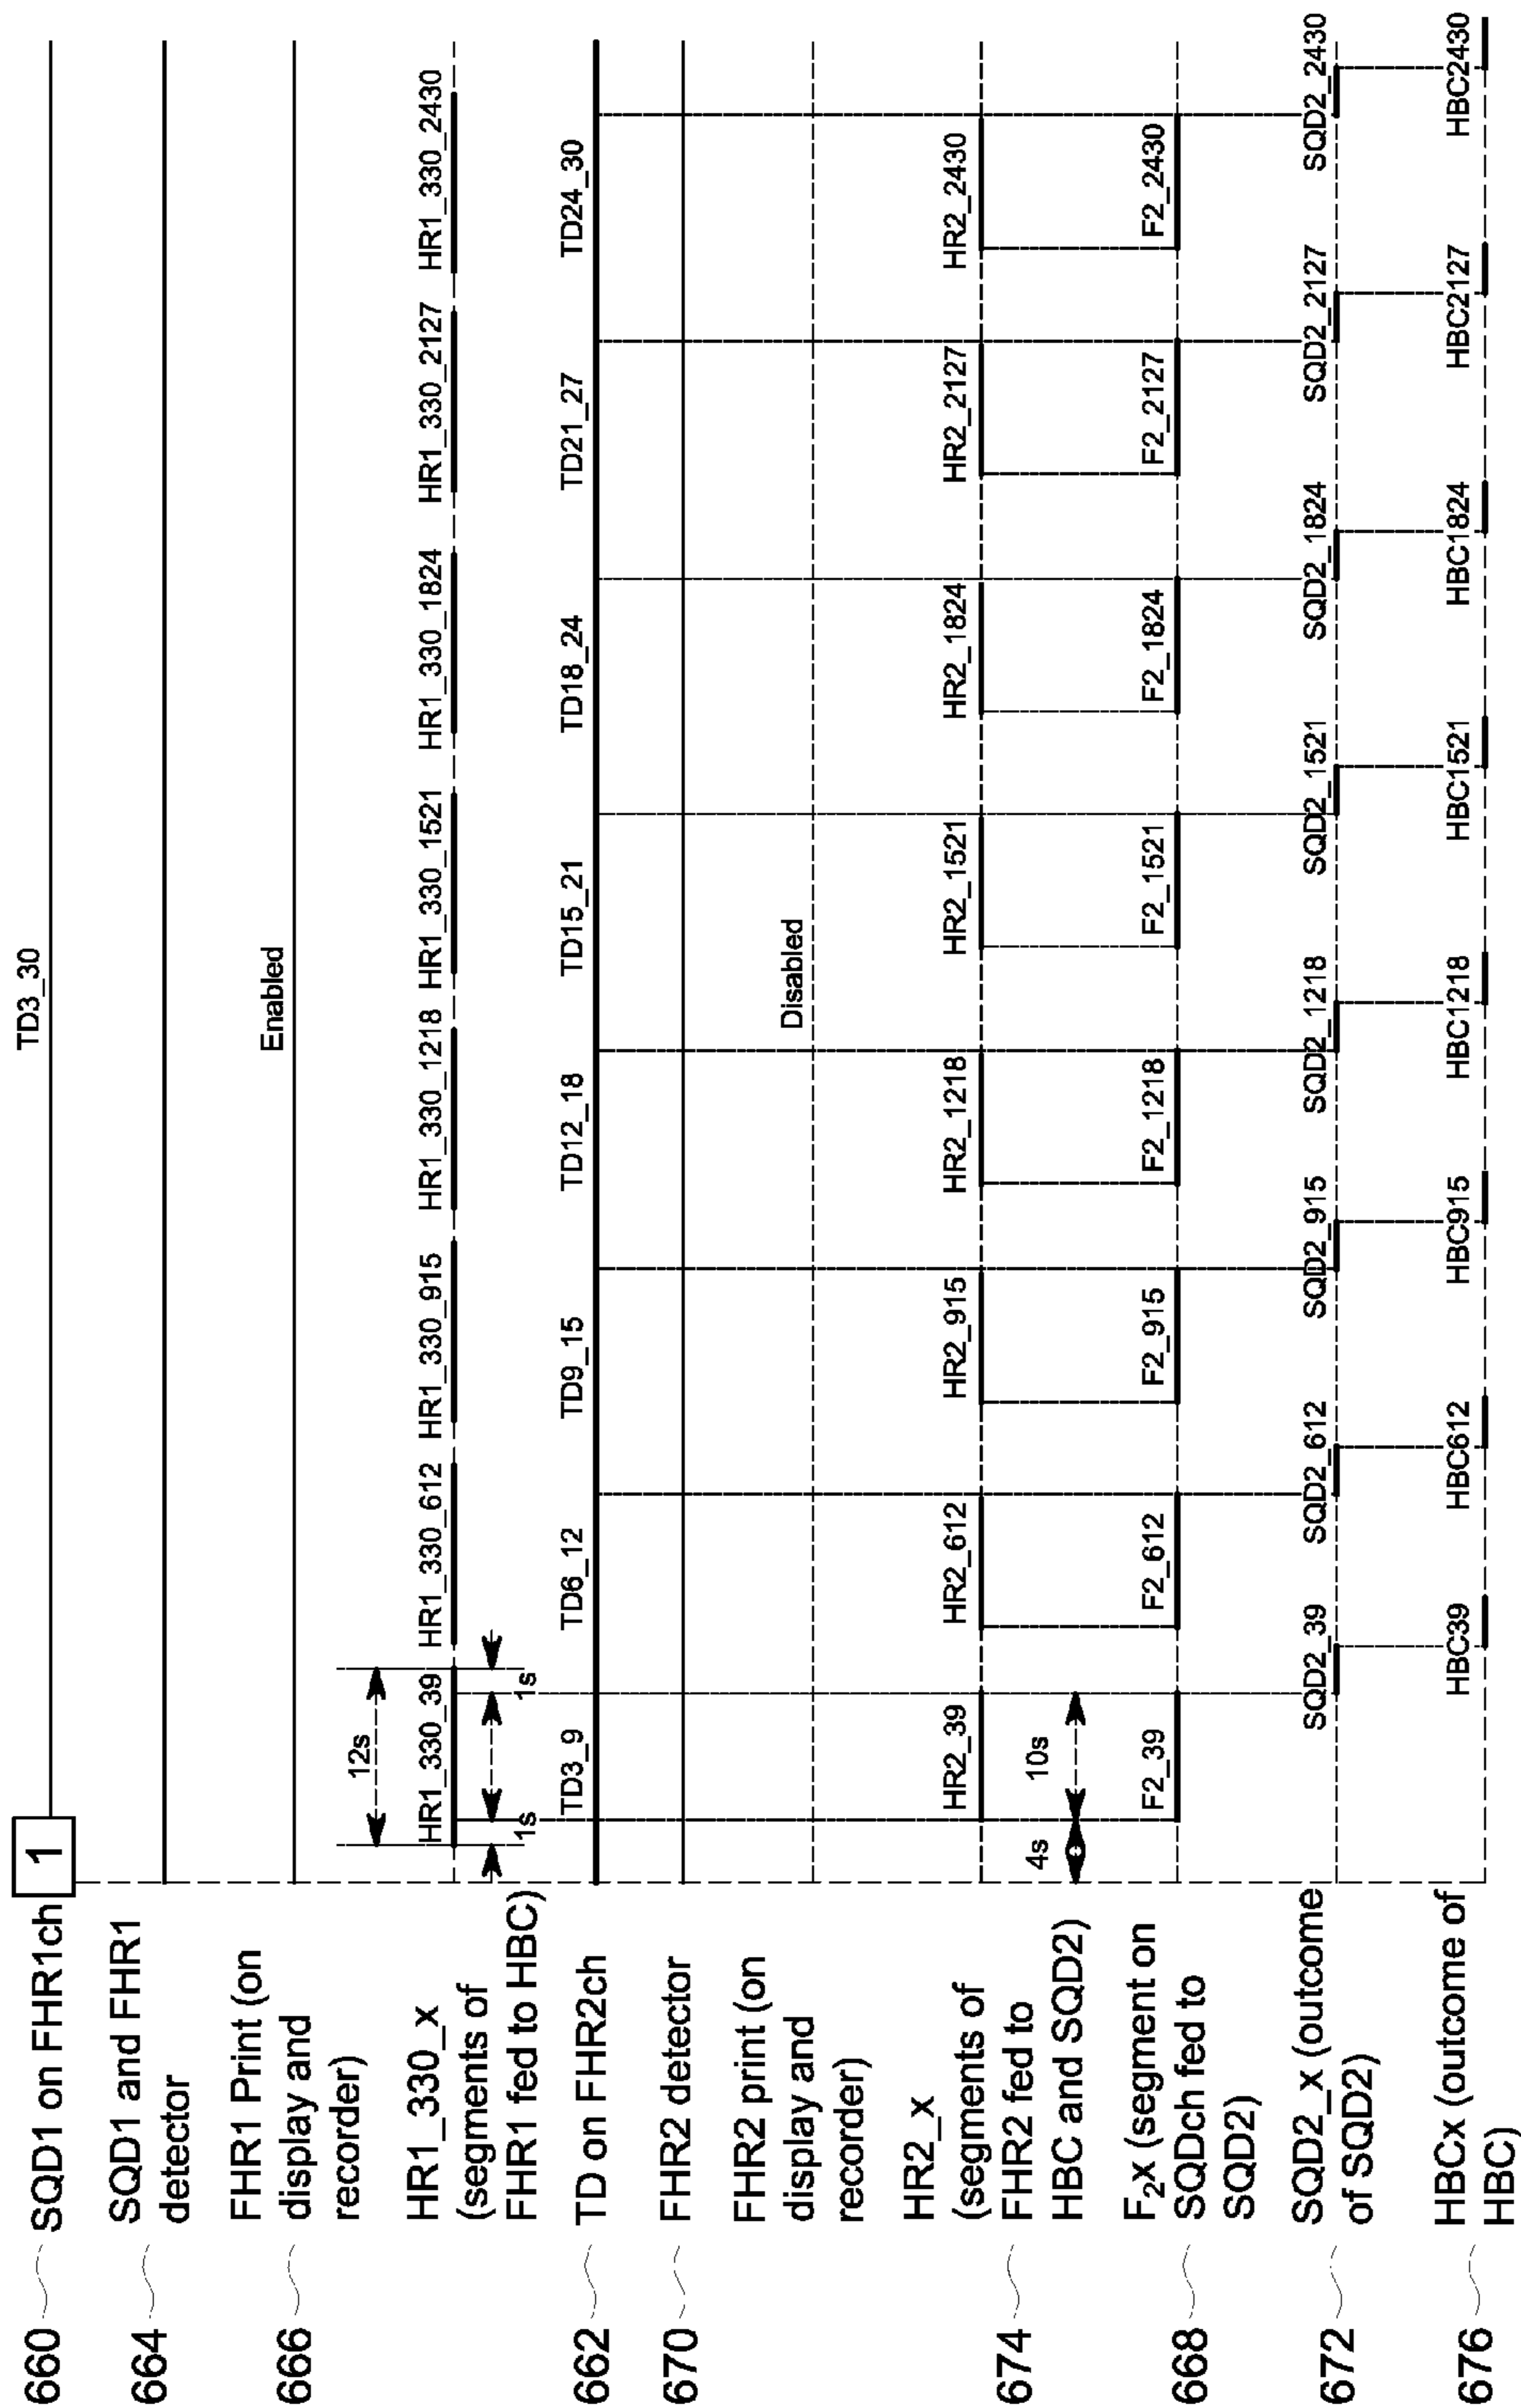 660 SQD1 on FHR1ch
1
TD3_30
664 SQD1 and FHR1
detector
666 FHR1 Print (on
display and
recorder)
Enabled
12s
HR1_330_x
(segments of
FHR1 fed to HBC)
HR1_330_39 HR1_330_612 HR1_330_915 HR1_330_1218 HR1_330_1521 HR1_330_1824 HR1_330_2127 HR1_330_2430
1s 1s
662 TD on FHR2ch
TD3_9 TD6_12 TD9_15 TD12_18 TD15_21 TD18_24 TD21_27 TD24_30
670 FHR2 detector
FHR2 print (on
display and
recorder)
Disabled
674 HR2_x
(segments of
FHR2 fed to
HBC and SQD2)
HR2_39 HR2_612 HR2_915 HR2_1218 HR2_1521 HR2_1824 HR2_2127 HR2_2430
4s 10s
668 F2x (segment on
SQDch fed to
SQD2)
F2_39 F2_612 F2_915 F2_1218 F2_1521 F2_1824 F2_2127 F2_2430
672 SQD2_x (outcome
of SQD2)
SQD2_39 SQD2_612 SQD2_915 SQD2_1218 SQD2_1521 SQD2_1824 SQD2_2127 SQD2_2430
676 HBCx (outcome of
HBC)
HBC39 HBC612 HBC915 HBC1218 HBC1521 HBC1824 HBC2127 HBC2430